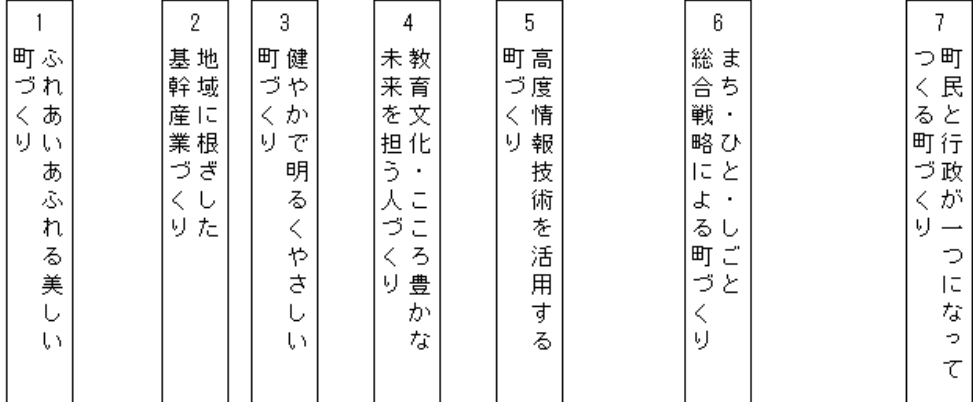 1
ふれあいあふれる美しい
町づくり
2
地域に根ざした
基幹産業づくり
3
健やかで明るくやさしい
町づくり
4
教育文化・こころ豊かな
未来を担う人づくり
5
高度情報技術を活用する
町づくり
6
まち・ひと・しごと
総合戦略による町づくり
7
町民と行政が一つになって
つくる町づくり